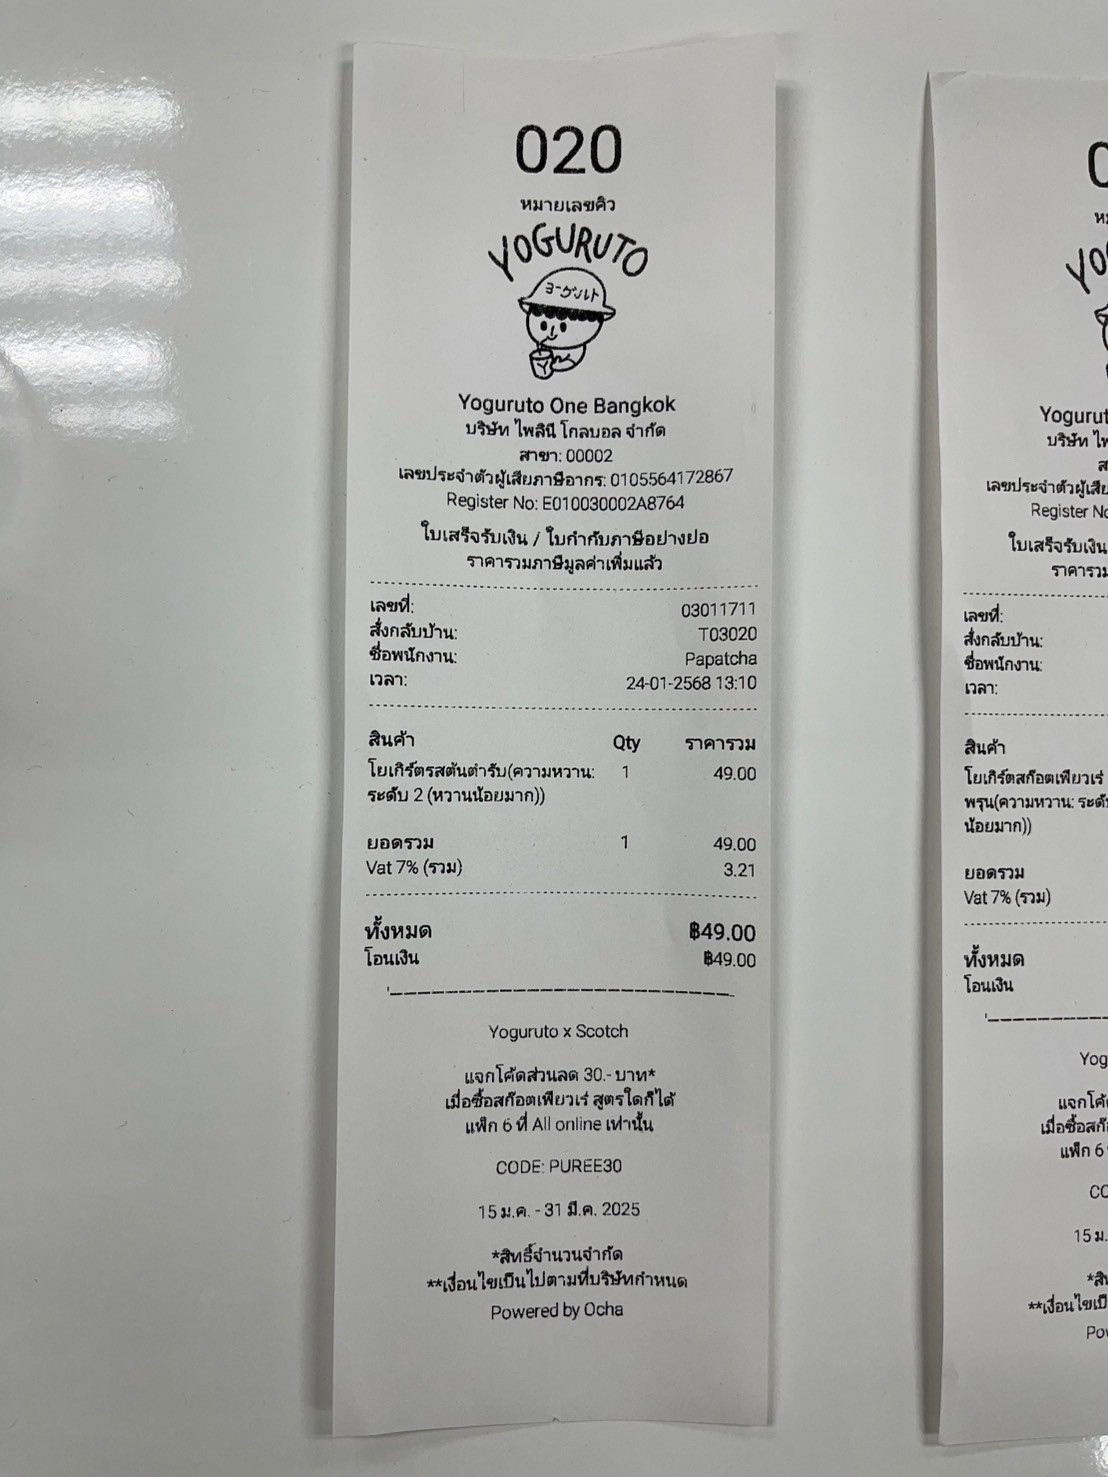 020
หมายเลขคิว
YOGURUTO
ヨーグルト
Yoguruto One Bangkok
บริษัท ไพลินี โกลบอล จำกัด
สาขา: 00002
เลขประจำตัวผู้เสียภาษีอากร: 0105564172867
Register No: E010030002A8764
ใบเสร็จรับเงิน / ใบกำกับภาษีอย่างย่อ
ราคารวมภาษีมูลค่าเพิ่มแล้ว
เลขที่: 03011711
สั่งกลับบ้าน: T03020
ชื่อพนักงาน: Papatcha
เวลา: 24-01-2568 13:10
สินค้า Qty ราคารวม
โยเกิร์ตรสต้นตำรับ(ความหวาน: 1 49.00
ระดับ 2 (หวานน้อยมาก))
ยอดรวม 1 49.00
Vat 7% (รวม) 3.21
ทั้งหมด ฿49.00
โอนเงิน ฿49.00
Yoguruto x Scotch
แจกโค้ดส่วนลด 30.- บาท*
เมื่อซื้อสก๊อตเพียวเร่ สูตรใดก็ได้
แพ็ก 6 ที่ All online เท่านั้น
CODE: PUREE30
15 ม.ค. - 31 มี.ค. 2025
*สิทธิ์จำนวนจำกัด
**เงื่อนไขเป็นไปตามที่บริษัทกำหนด
Powered by Ocha
0
Yogurut
บริษัท
เลขประจำตัวผู้เสีย
Register No
ใบเสร็จรับเงิน
ราคารวม
เลขที่:
สั่งกลับบ้าน:
ชื่อพนักงาน:
เวลา:
สินค้า
โยเกิร์ตสก๊อตเพียวเร่
พรุน(ความหวาน: ระดับ
น้อยมาก))
ยอดรวม
Vat 7% (รวม)
ทั้งหมด
โอนเงิน
Yog
แจกโค้
เมื่อซื้อสก๊
แพ็ก 6
CO
15 ม.
*สิ
**เงื่อนไขเป็
Pow